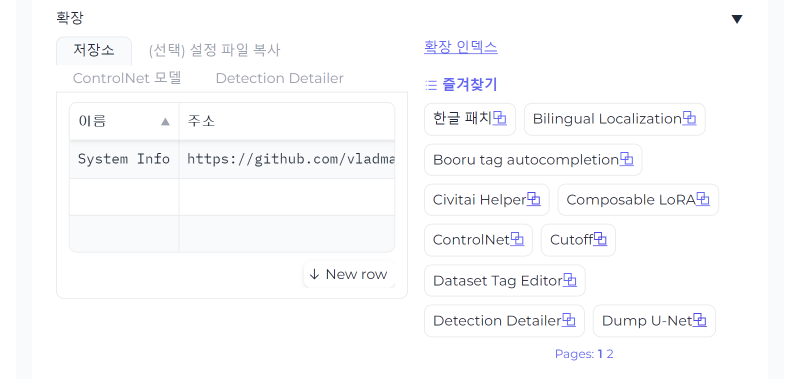 확장
▼
저장소
(선택) 설정 파일 복사
ControlNet 모델
Detection Detailer
이름 ▲
주소
System Info
https://github.com/vladma
↓ New row
확장 인덱스
즐겨찾기
한글 패치
Bilingual Localization
Booru tag autocompletion
Civitai Helper
Composable LoRA
ControlNet
Cutoff
Dataset Tag Editor
Detection Detailer
Dump U-Net
Pages: 1 2